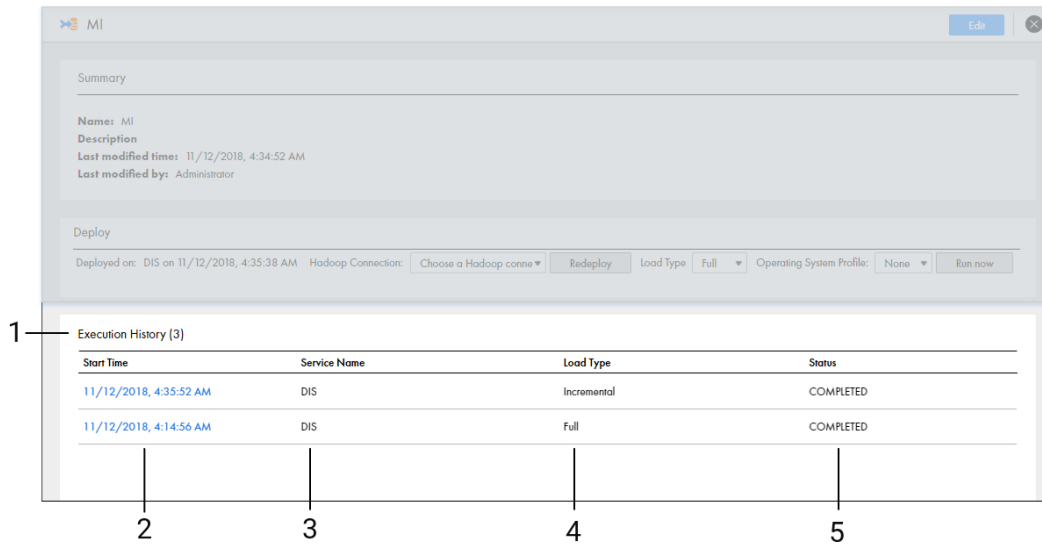 MI Edit
Summary
Name: MI
Description
Last modified time: 11/12/2018, 4:34:52 AM
Last modified by: Administrator
Deploy
Deployed on: DIS on 11/12/2018, 4:35:38 AM Hadoop Connection: Choose a Hadoop conne Redeploy Load Type Full Operating System Profile: None Run now
1 Execution History (3)
Start Time Service Name Load Type Status
11/12/2018, 4:35:52 AM DIS Incremental COMPLETED
11/12/2018, 4:14:56 AM DIS Full COMPLETED
2 3 4 5